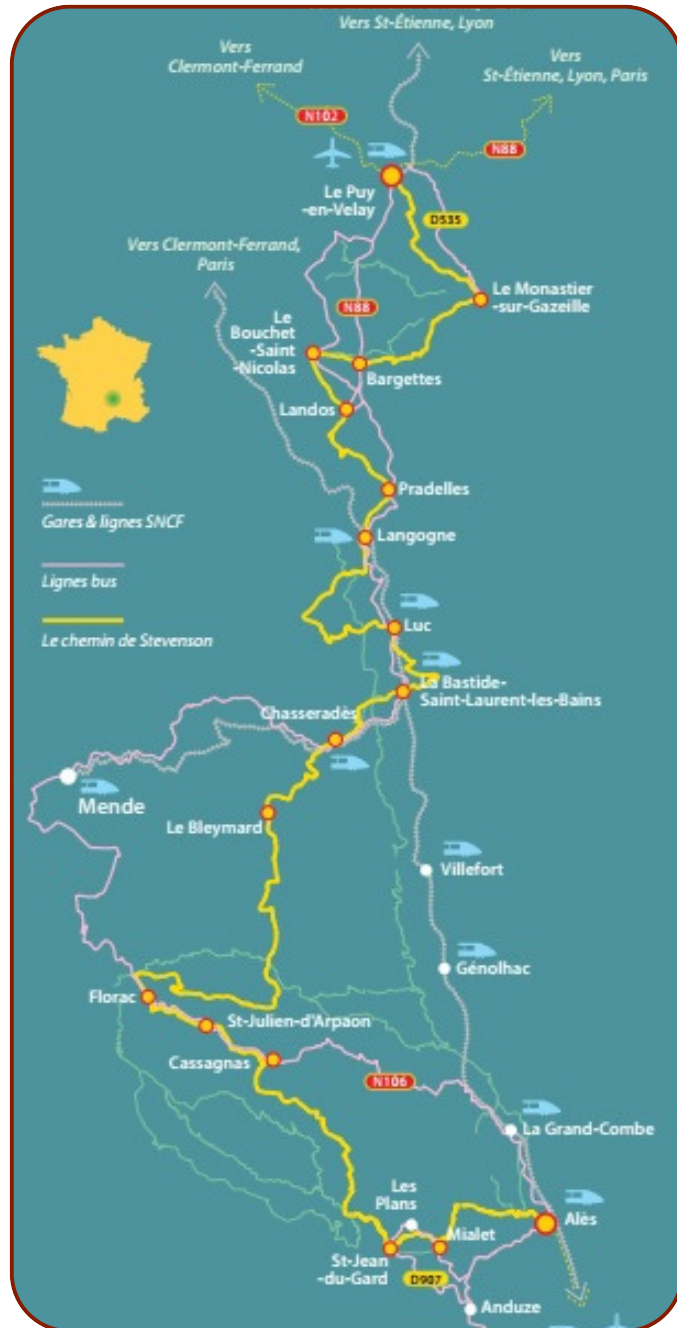 Vers St-Étienne, Lyon
Vers
Clermont-Ferrand
Vers
St-Étienne, Lyon, Paris
N102
N88
Le Puy
-en-Velay
D535
Vers Clermont-Ferrand,
Paris
Le Monastier
-sur-Gazeille
N88
Le
Bouchet
-Saint
-Nicolas
Bargettes
Landos
Pradelles
Gares & lignes SNCF
Langogne
Lignes bus
Luc
Le chemin de Stevenson
La Bastide-
Saint-Laurent-les-Bains
Chasseradès
Mende
Le Bleymard
Villefort
Génolhac
Florac
St-Julien-d'Arpaon
Cassagnas
N106
La Grand-Combe
Les
Plans
Alès
Mialet
St-Jean
-du-Gard
D907
Anduze